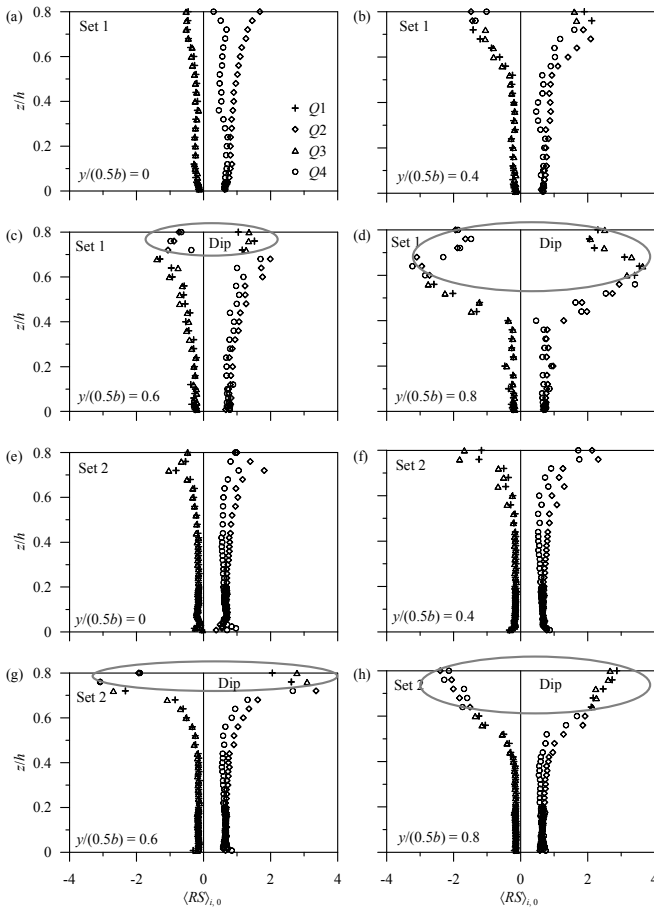 (a)
Set 1
0.8
0.6
0.4
0.2
0
z/h
y/(0.5b) = 0
Q1
Q2
Q3
Q4
(b)
Set 1
y/(0.5b) = 0.4
(c)
Set 1
Dip
0.8
0.6
0.4
0.2
0
z/h
y/(0.5b) = 0.6
(d)
Set 1
Dip
y/(0.5b) = 0.8
-4 -2 0 2 4
(e)
Set 2
0.8
0.6
0.4
0.2
0
z/h
y/(0.5b) = 0
(f)
Set 2
y/(0.5b) = 0.4
(g)
Set 2
Dip
0.8
0.6
0.4
0.2
0
z/h
y/(0.5b) = 0.6
-4 -2 0 2 4
⟨RS⟩i, 0
(h)
Set 2
Dip
y/(0.5b) = 0.8
-4 -2 0 2 4
⟨RS⟩i, 0